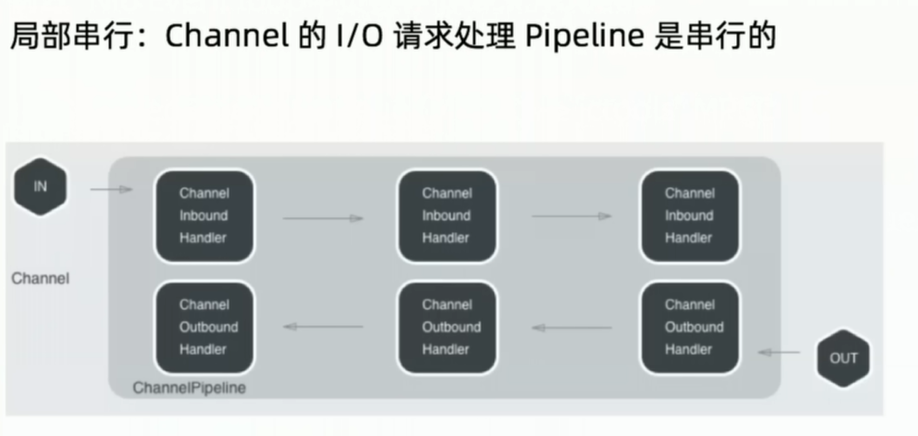 局部串行：Channel 的 I/O 请求处理 Pipeline 是串行的
IN
Channel
Inbound
Handler
Channel
Inbound
Handler
Channel
Inbound
Handler
Channel
Channel
Outbound
Handler
Channel
Outbound
Handler
Channel
Outbound
Handler
OUT
ChannelPipeline